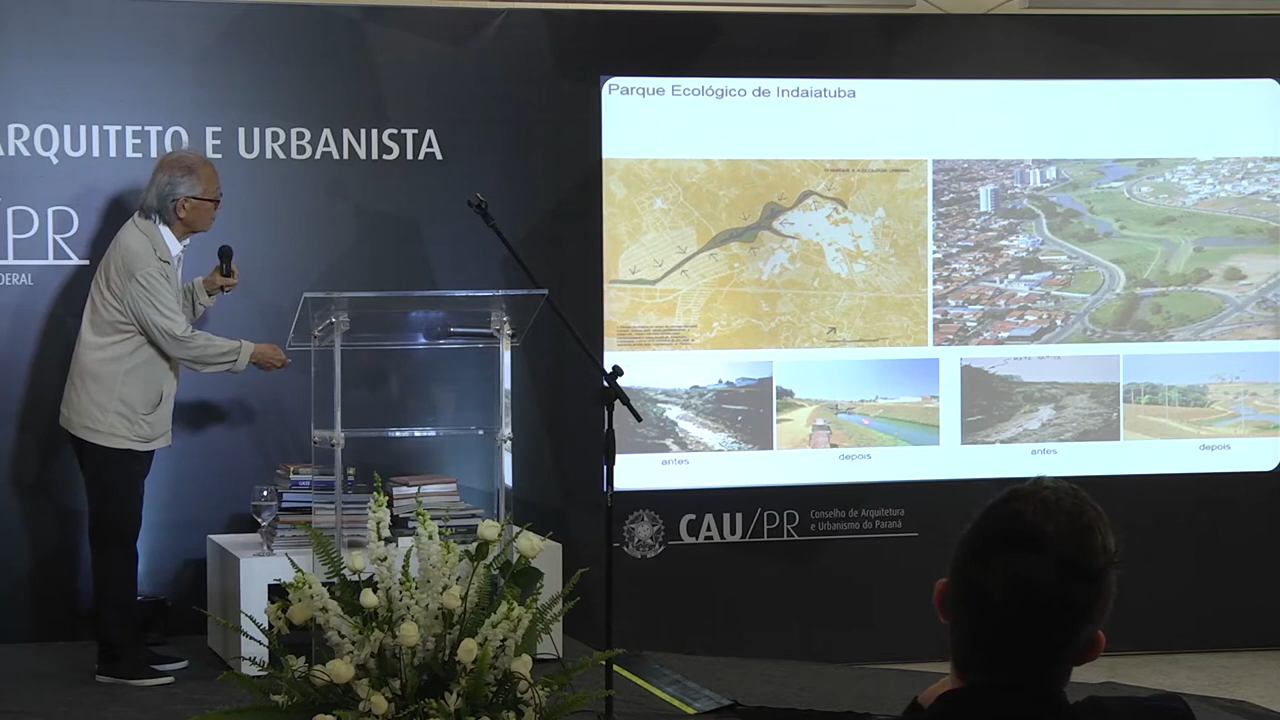 ARQUITETO E URBANISTA
/PR
DERAL
Parque Ecológico de Indaiatuba
antes
depois
antes
depois
CAU/PR
Conselho de Arquitetura
e Urbanismo do Paraná